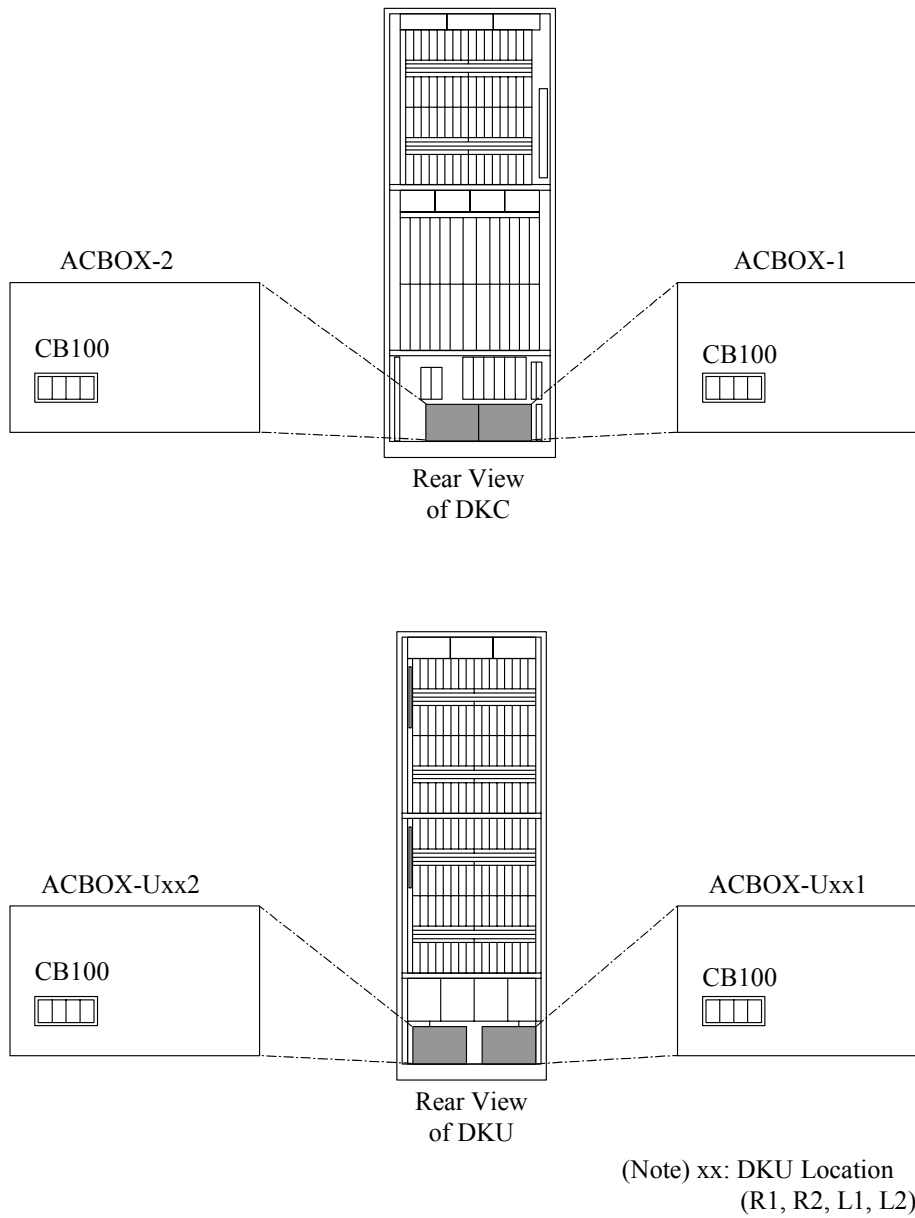 ACBOX-2
ACBOX-1
CB100
CB100
Rear View
of DKC
ACBOX-Uxx2
ACBOX-Uxx1
CB100
CB100
Rear View
of DKU
(Note) xx: DKU Location
(R1, R2, L1, L2)